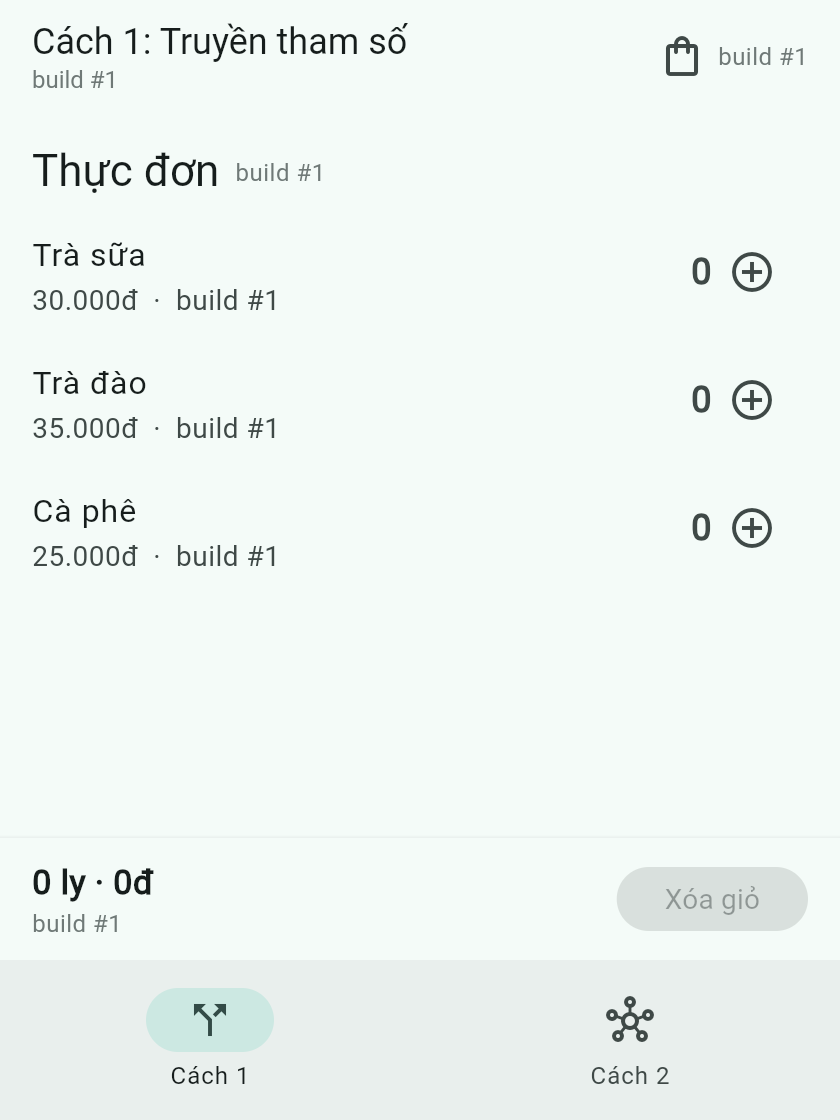 Cách 1: Truyền tham số
build #1
build #1
Thực đơn build #1
Trà sữa
30.000đ · build #1
0
Trà đào
35.000đ · build #1
0
Cà phê
25.000đ · build #1
0
0 ly · 0đ
build #1
Xóa giỏ
Cách 1
Cách 2